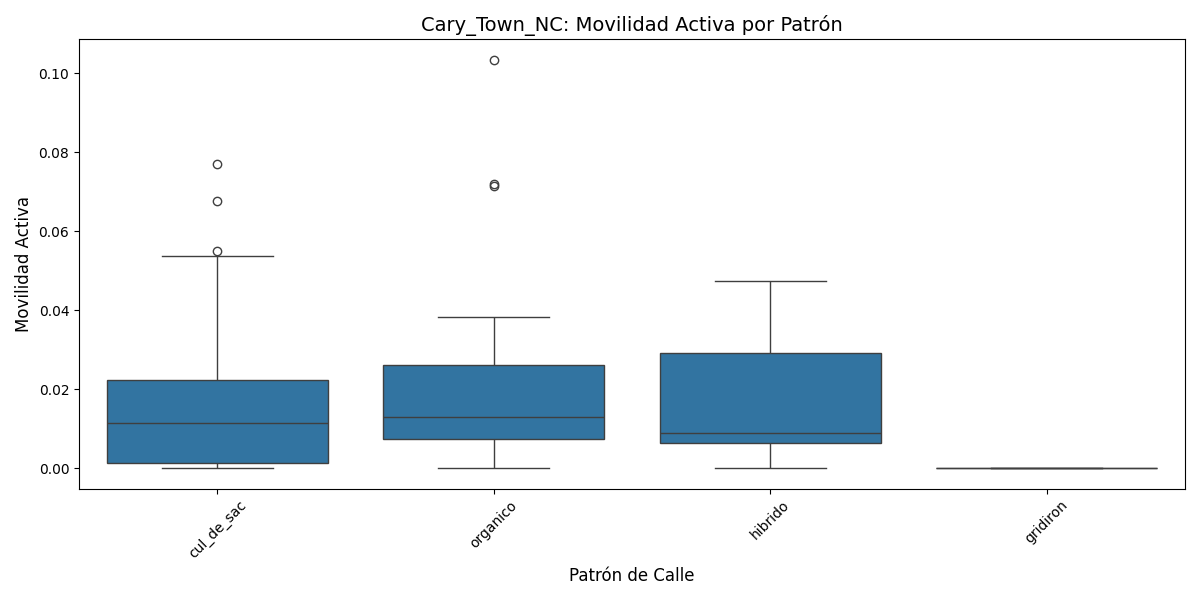 Cary_Town_NC: Movilidad Activa por Patrón
Movilidad Activa
0.10
0.08
0.06
0.04
0.02
0.00
cul_de_sac
organico
hibrido
gridiron
Patrón de Calle